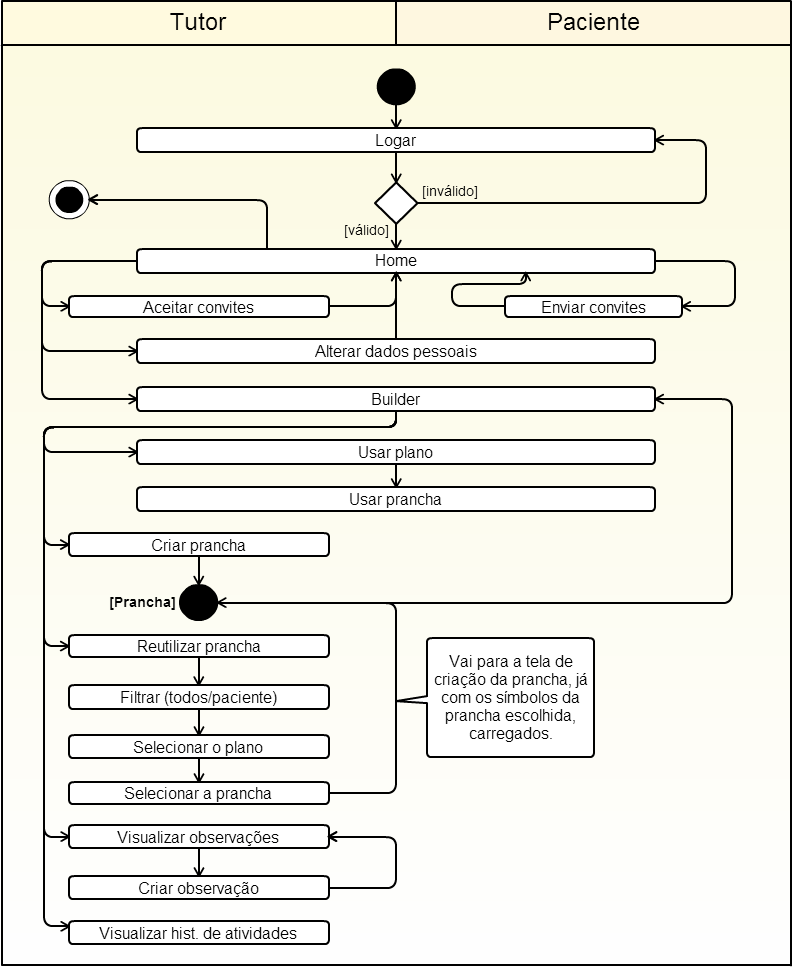 Tutor
Paciente
Logar
[inválido]
[válido]
Home
Aceitar convites
Enviar convites
Alterar dados pessoais
Builder
Usar plano
Usar prancha
Criar prancha
[Prancha]
Reutilizar prancha
Filtrar (todos/paciente)
Selecionar o plano
Selecionar a prancha
Vai para a tela de
criação da prancha, já
com os símbolos da
prancha escolhida,
carregados.
Visualizar observações
Criar observação
Visualizar hist. de atividades